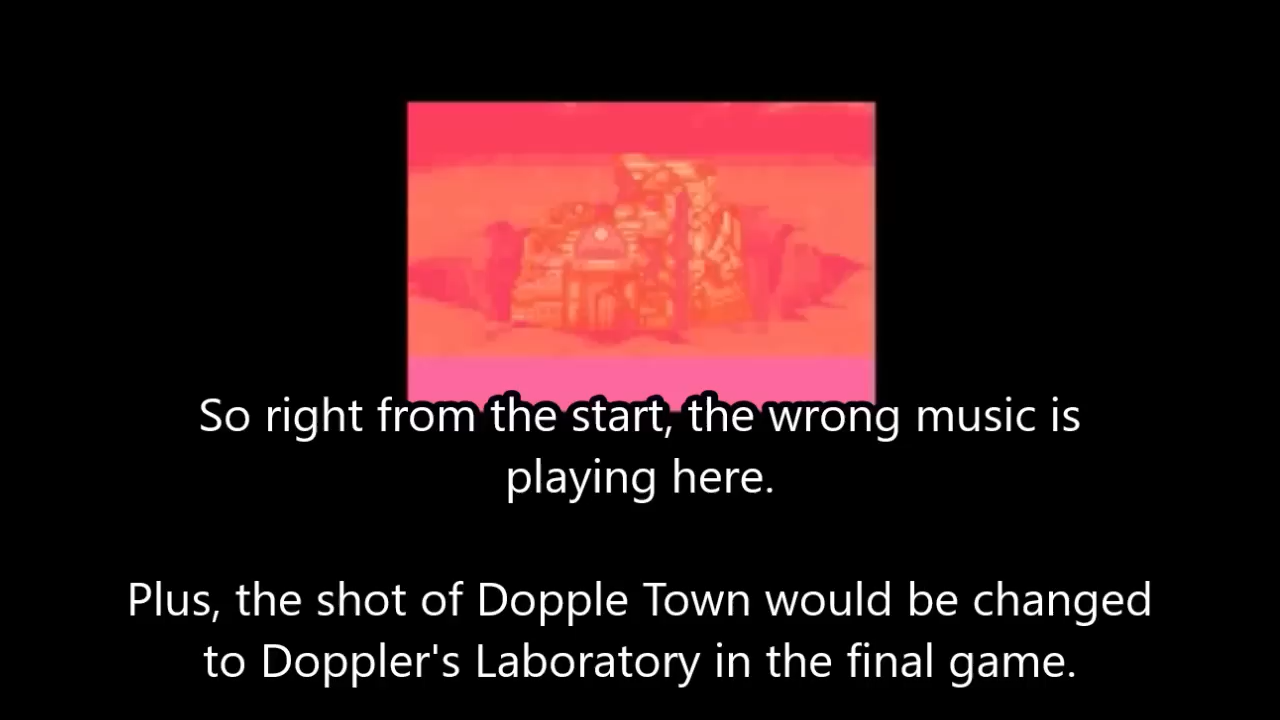 So right from the start, the wrong music is
playing here.
Plus, the shot of Dopple Town would be changed
to Doppler's Laboratory in the final game.